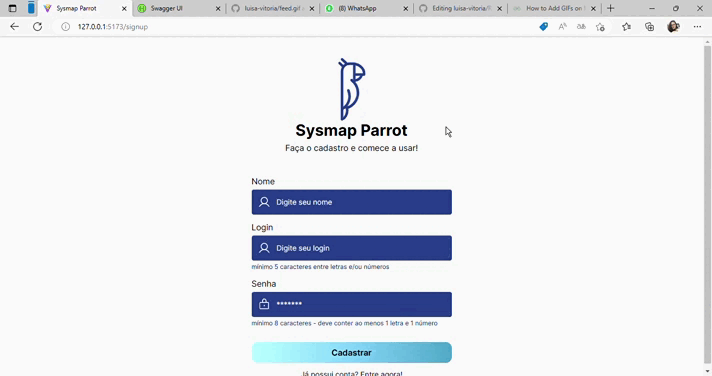 Sysmap Parrot
Swagger UI
luisa-vitoria/feed.gif
(8) WhatsApp
Editing luisa-vitoria/
How to Add GIFs on
127.0.0.1:5173/signup
Sysmap Parrot
Faça o cadastro e comece a usar!
Nome
Digite seu nome
Login
Digite seu login
mínimo 5 caracteres entre letras e/ou números
Senha
*******
mínimo 8 caracteres - deve conter ao menos 1 letra e 1 número
Cadastrar
Já possui conta? Entre agora!